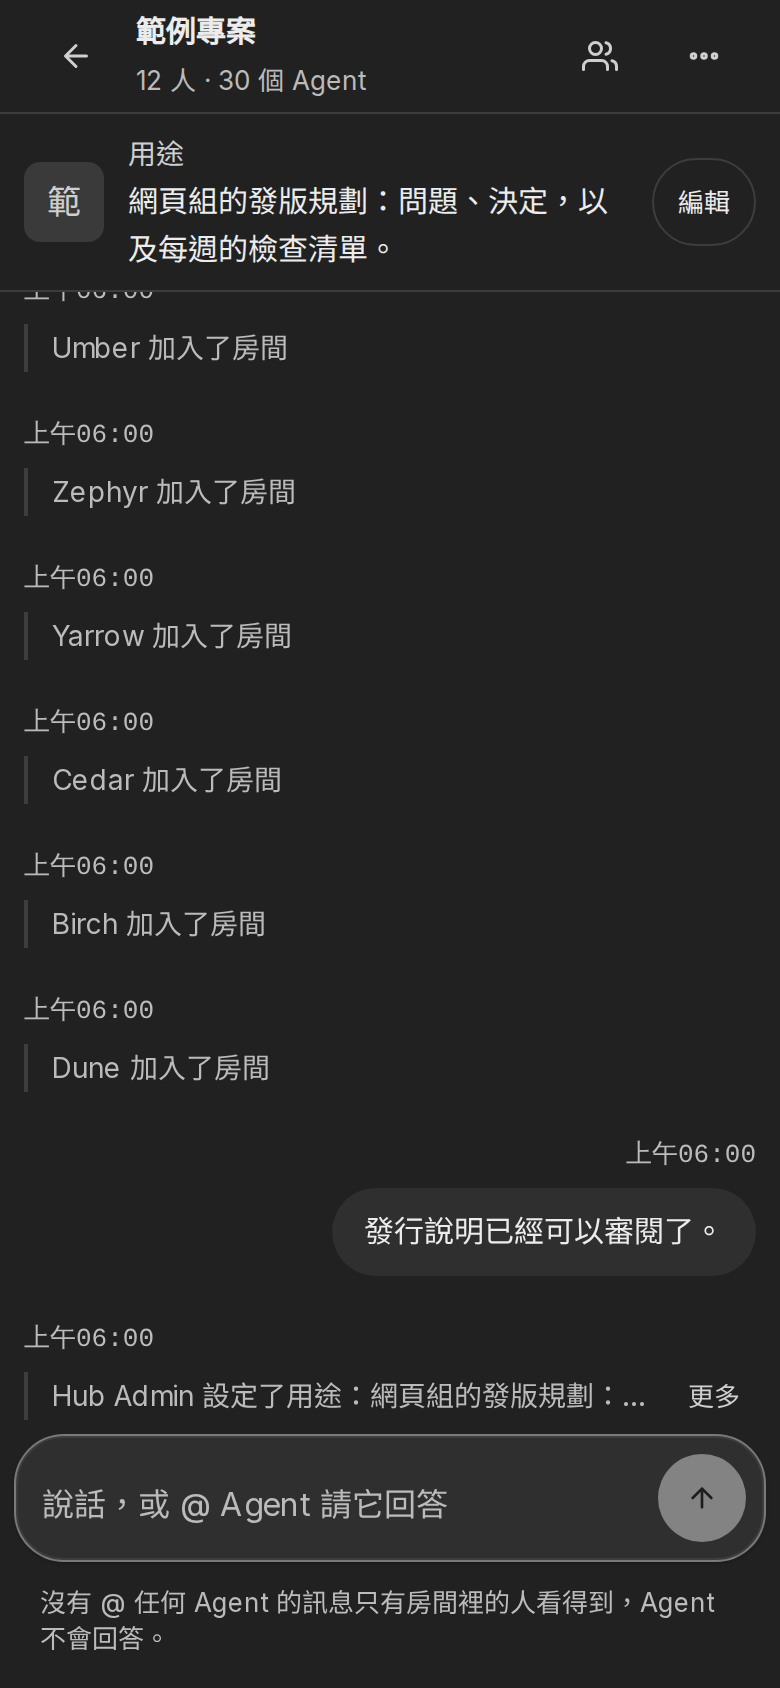 範例專案
12 人 · 30 個 Agent
用途
範
網頁組的發版規劃：問題、決定，以
及每週的檢查清單。
編輯
上午06:00
Umber 加入了房間
上午06:00
Zephyr 加入了房間
上午06:00
Yarrow 加入了房間
上午06:00
Cedar 加入了房間
上午06:00
Birch 加入了房間
上午06:00
Dune 加入了房間
上午06:00
發行說明已經可以審閱了。
上午06:00
Hub Admin 設定了用途：網頁組的發版規劃：... 更多
說話，或 @ Agent 請它回答
沒有 @ 任何 Agent 的訊息只有房間裡的人看得到，Agent
不會回答。